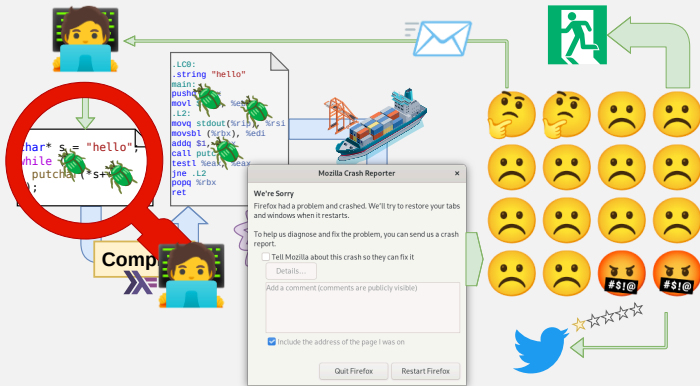 .LC0:
.string "hello"
main:
pushq
movl %e
.L2:
movq stdout(%rip), %rsi
movsbl (%rbx), %edi
addq $1,
call putc
testl %eax, %eax
jne .L2
popq %rbx
ret
char* s = "hello";
while
putchar(*s++
);
Comp
Mozilla Crash Reporter ×
We're Sorry
Firefox had a problem and crashed. We'll try to restore your tabs
and windows when it restarts.
To help us diagnose and fix the problem, you can send us a crash
report.
Tell Mozilla about this crash so they can fix it
Details...
Add a comment (comments are publicly visible)
Include the address of the page I was on
Quit Firefox Restart Firefox
#$!@ #$!@